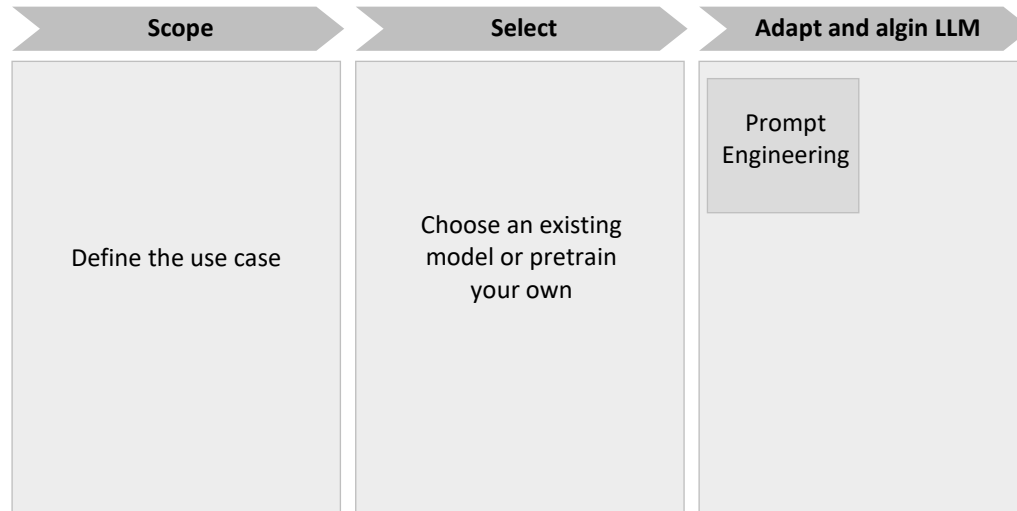 Scope
Select
Adapt and algin LLM
Define the use case
Choose an existing
model or pretrain
your own
Prompt
Engineering